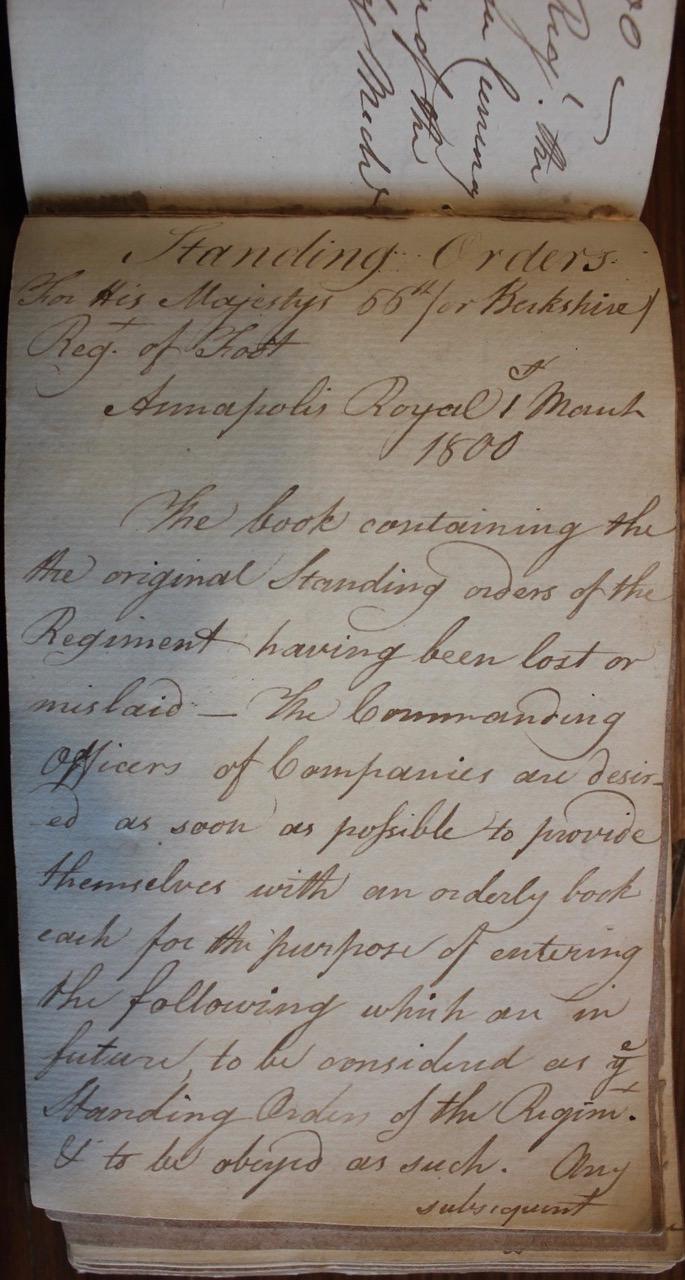 Standing Orders
For His Majestys 66th (or Berkshire)
Regt. of Foot
Annapolis Royal 1st March
1800
The book containing the
the original Standing orders of the
Regiment having been lost or
mislaid — The Commanding
Officers of Companies are desir-
ed as soon as possible to provide
themselves with an orderly book
each for the purpose of entering
the following which are in
future, to be considered as ye
Standing Orders of the Regimt.
& to be obeyed as such. Any
subsequent